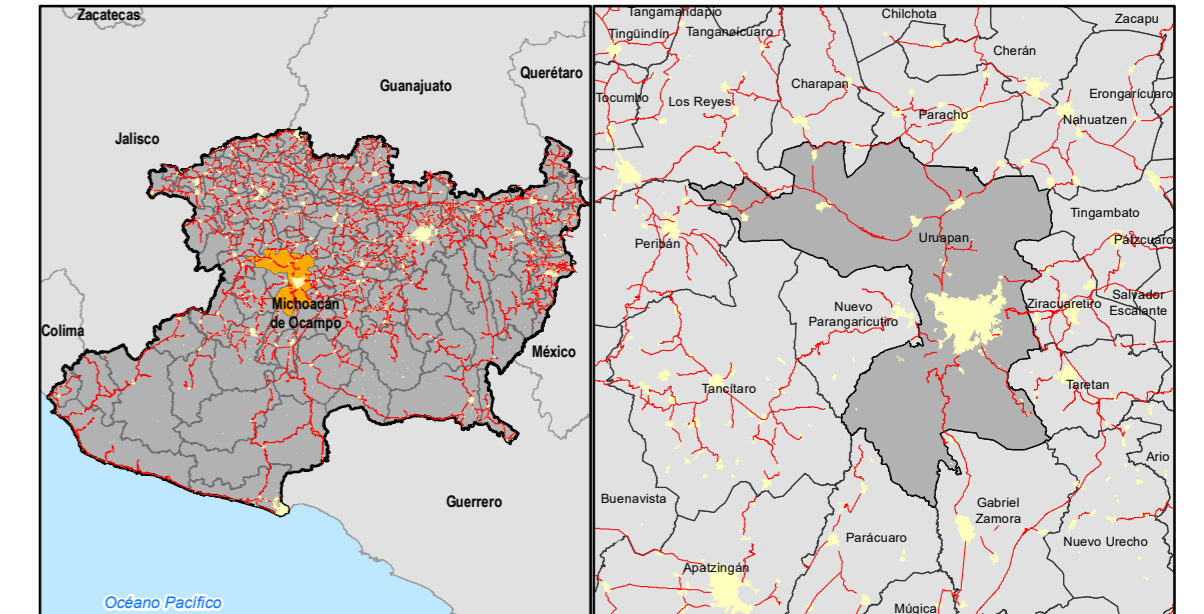 Zacatecas
Querétaro
Guanajuato
Jalisco
Michoacán
de Ocampo
Colima
México
Guerrero
Océano Pacífico
Tangamandapio
Chilchota
Zacapu
Tingüindín
Tangancícuaro
Cherán
Charapan
Tocumbo
Los Reyes
Erongarícuaro
Paracho
Nahuatzen
Tingambato
Uruapan
Pátzcuaro
Peribán
Salvador
Escalante
Nuevo
Parangaricutiro
Ziracuaretiro
Tancítaro
Taretan
Ario
Buenavista
Gabriel
Zamora
Parácuaro
Nuevo Urecho
Apatzingán
Múgica